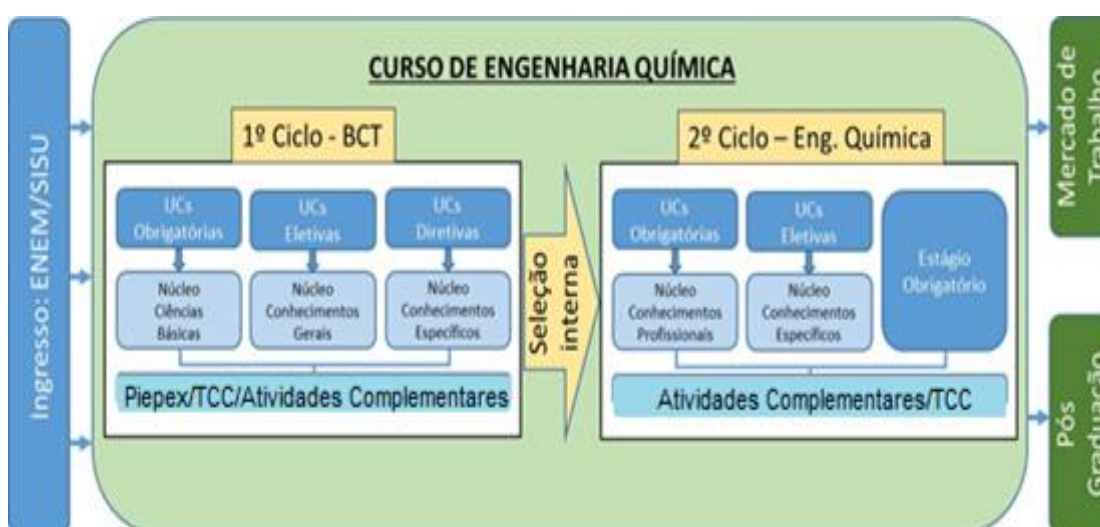 Ingresso: ENEM/SISU
CURSO DE ENGENHARIA QUÍMICA
1º Ciclo - BCT
UCs
Obrigatórias
UCs
Eletivas
UCs
Diretivas
Núcleo
Ciências
Básicas
Núcleo
Conhecimentos
Gerais
Núcleo
Conhecimentos
Específicos
Piepex/TCC/Atividades Complementares
Seleção
interna
2º Ciclo – Eng. Química
UCs
Obrigatórias
UCs
Eletivas
Estágio
Obrigatório
Núcleo
Conhecimentos
Profissionais
Núcleo
Conhecimentos
Específicos
Atividades Complementares/TCC
Mercado de
Trabalho
Pós
Graduação